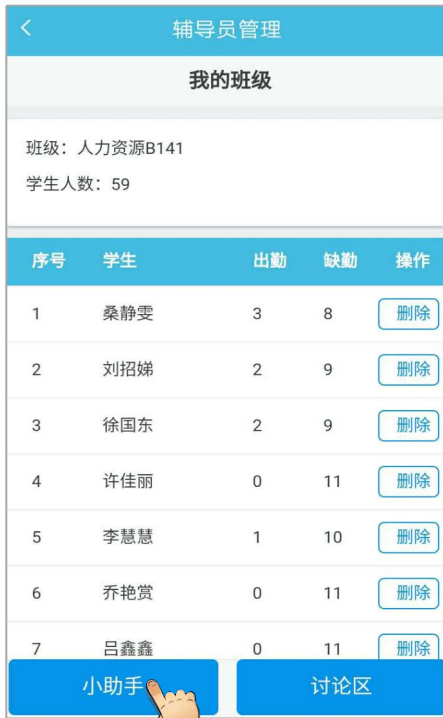 辅导员管理
我的班级
班级：人力资源B141
学生人数：59
序号 学生 出勤 缺勤 操作
1 桑静雯 3 8 删除
2 刘招娣 2 9 删除
3 徐国东 2 9 删除
4 许佳丽 0 11 删除
5 李慧慧 1 10 删除
6 乔艳赏 0 11 删除
7 吕鑫鑫 0 11 删除
小助手 讨论区